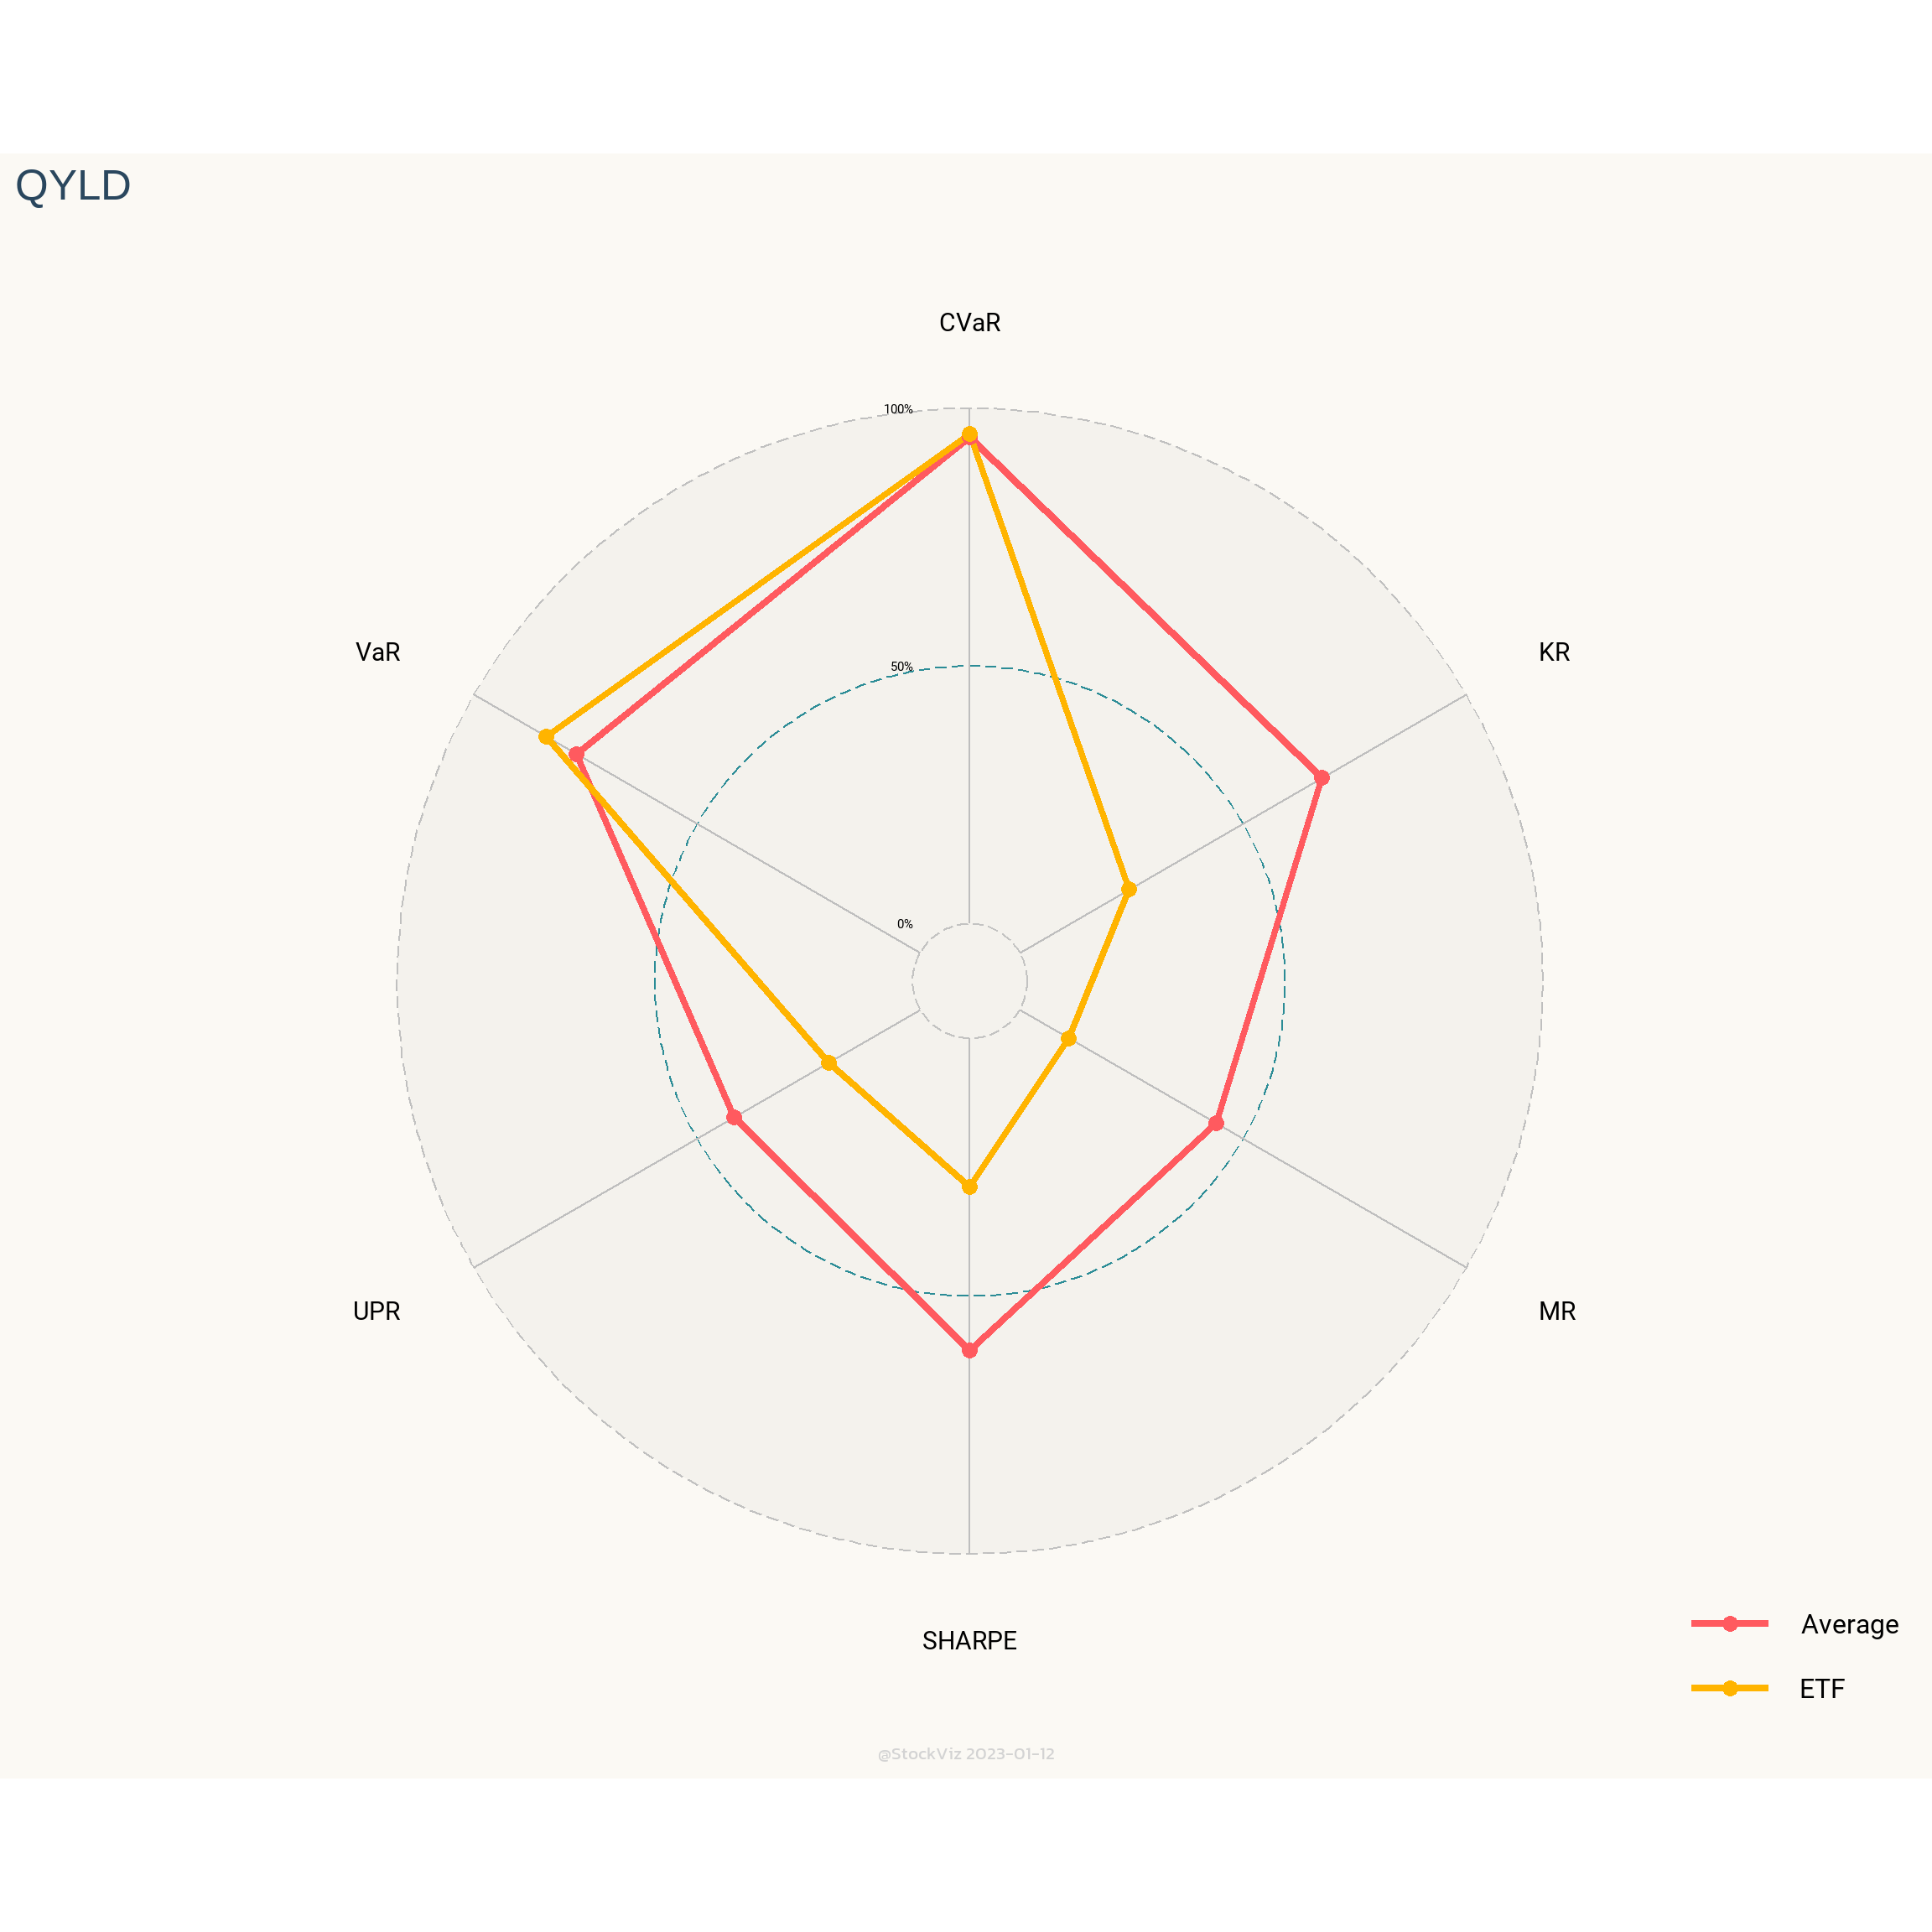 QYLD
CVaR
100%
VaR
KR
50%
0%
UPR
MR
SHARPE
Average
ETF
@StockViz 2023-01-12